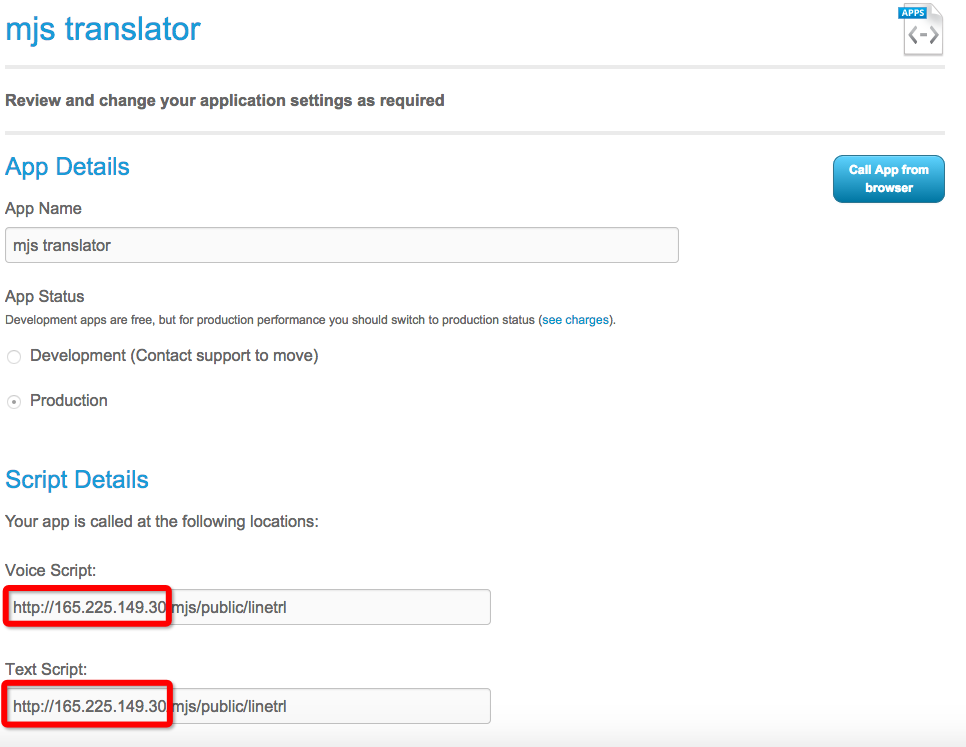 mjs translator
APPS
Review and change your application settings as required
App Details
Call App from
browser
App Name
mjs translator
App Status
Development apps are free, but for production performance you should switch to production status (see charges).
Development (Contact support to move)
Production
Script Details
Your app is called at the following locations:
Voice Script:
http://165.225.149.30/mjs/public/linetrl
Text Script:
http://165.225.149.30/mjs/public/linetrl